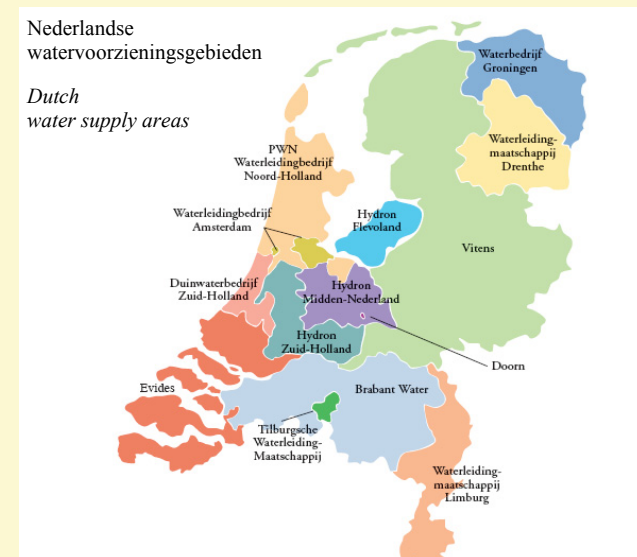 Nederlandse
watervoorzieningsgebieden
Dutch
water supply areas
Waterbedrijf
Groningen
Waterleiding-
maatschappij
Drenthe
PWN
Waterleidingbedrijf
Noord-Holland
Waterleidingbedrijf
Amsterdam
Hydron
Flevoland
Vitens
Duinwaterbedrijf
Zuid-Holland
Hydron
Midden-Nederland
Hydron
Zuid-Holland
Doorn
Evides
Brabant Water
Tilburgsche
Waterleiding-
Maatschappij
Waterleiding-
maatschappij
Limburg